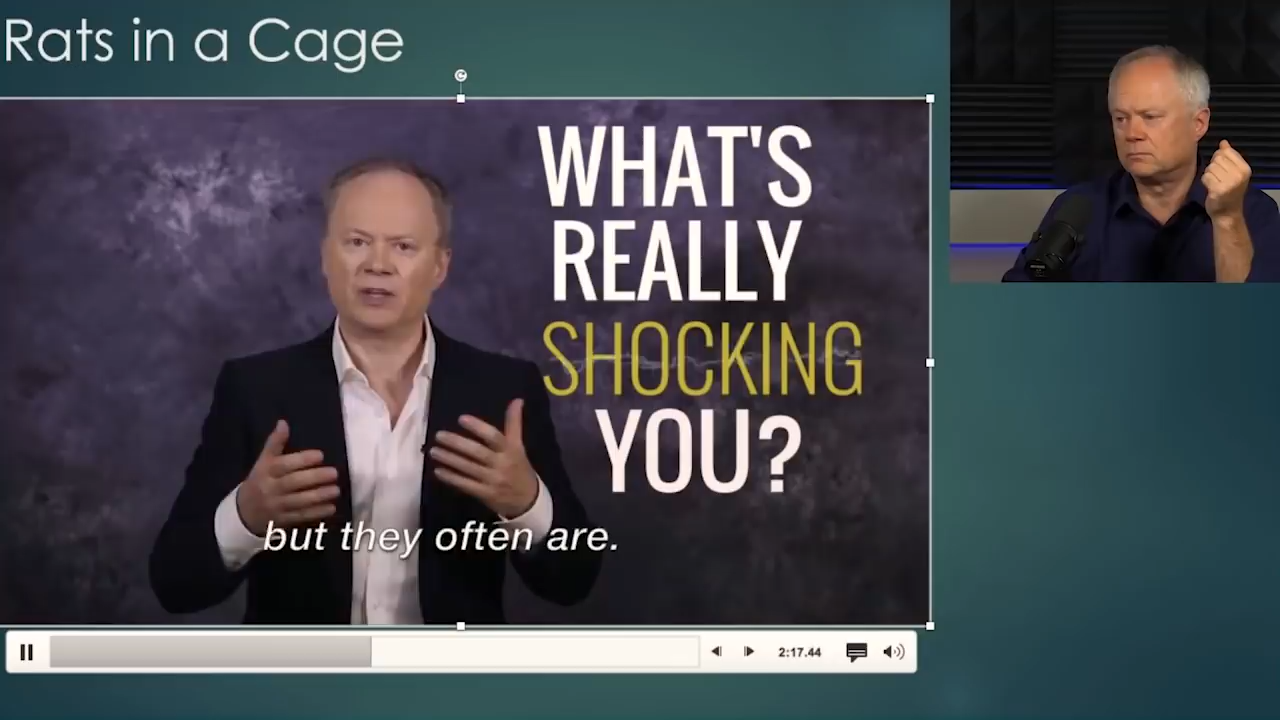 Rats in a Cage
WHAT'S
REALLY
SHOCKING
YOU?
but they often are.
2:17.44